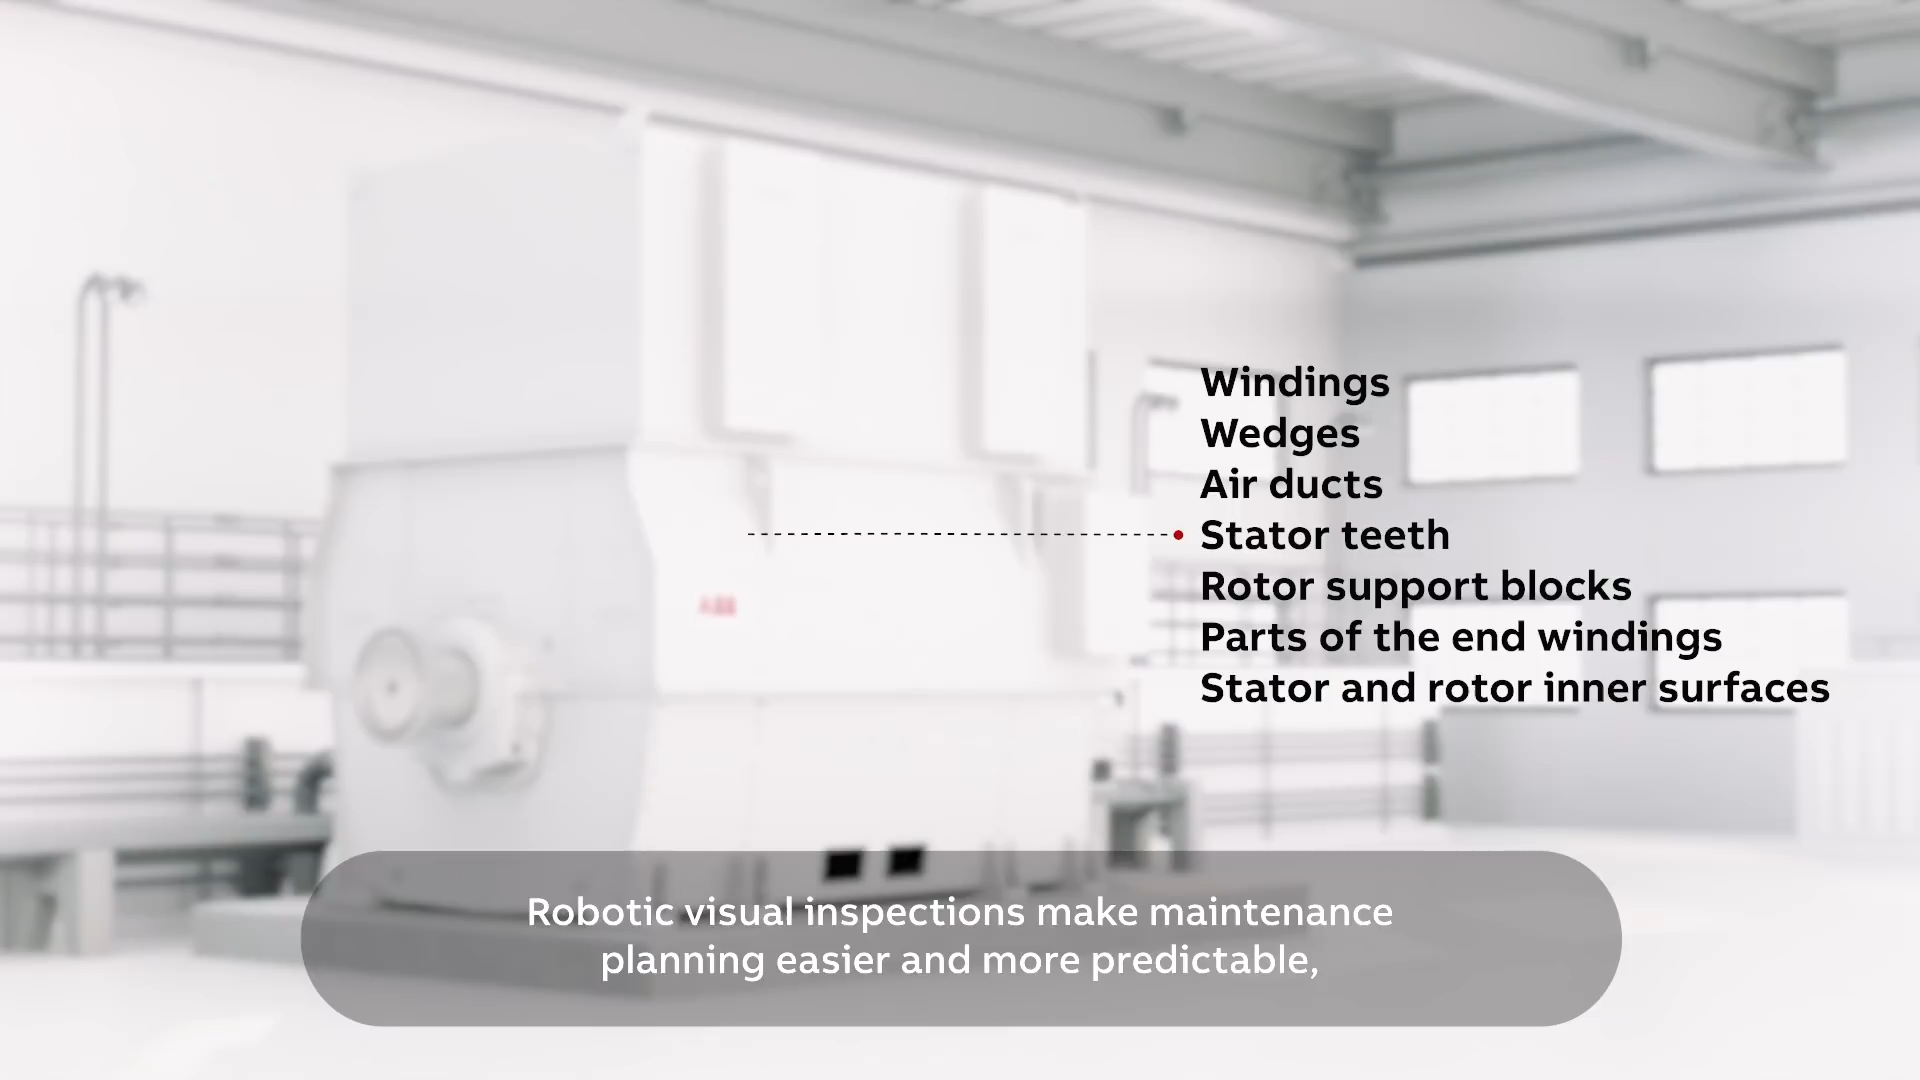 Windings
Wedges
Air ducts
Stator teeth
Rotor support blocks
Parts of the end windings
Stator and rotor inner surfaces
ABB
Robotic visual inspections make maintenance
planning easier and more predictable,